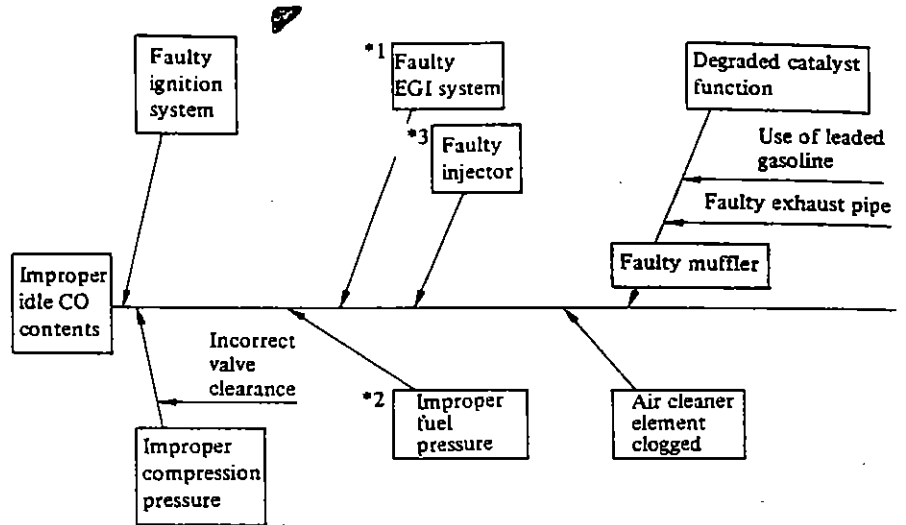 Faulty
ignition
system
*1
Faulty
EGI system
*3
Faulty
injector
Degraded catalyst
function
Use of leaded
gasoline
Faulty exhaust pipe
Faulty muffler
Improper
idle CO
contents
Incorrect
valve
clearance
Improper
compression
pressure
*2
Improper
fuel
pressure
Air cleaner
element
clogged